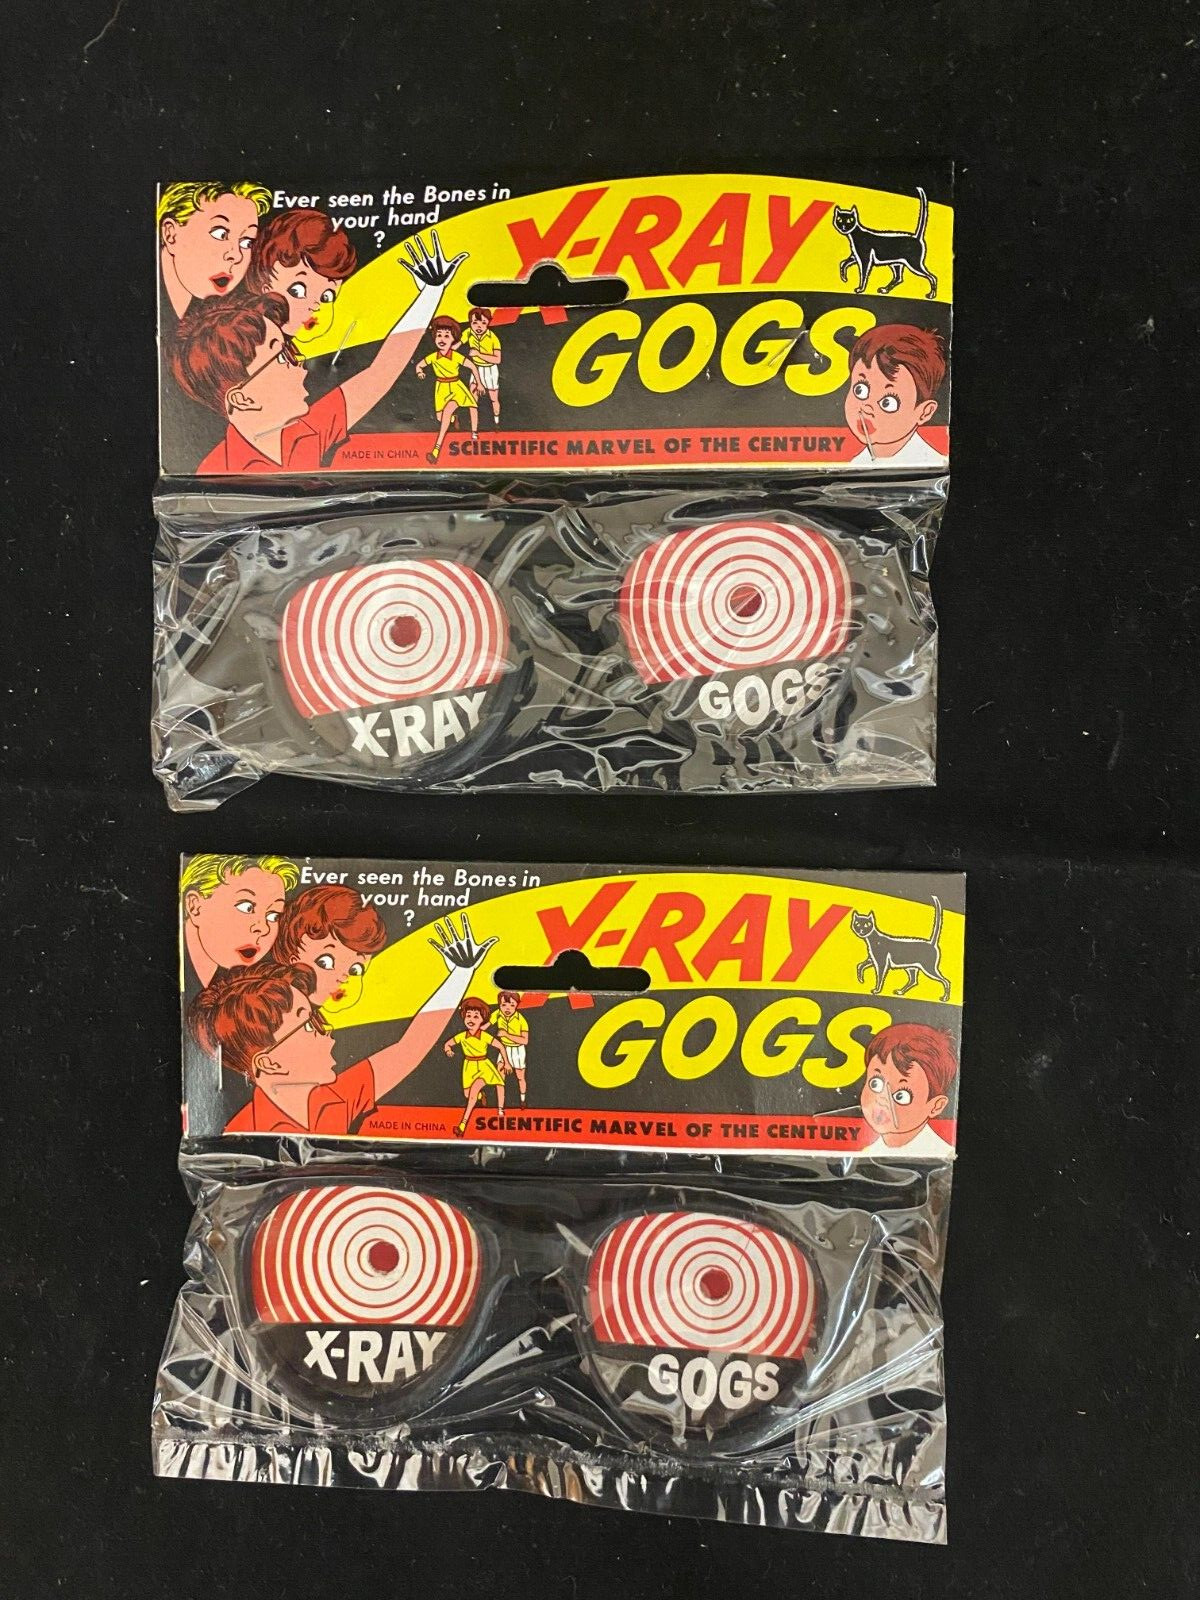 Ever seen the Bones in
your hand
?
X-RAY
GOGS
MADE IN CHINA
SCIENTIFIC MARVEL OF THE CENTURY
X-RAY
GOGS
Ever seen the Bones in
your hand
?
X-RAY
GOGS
MADE IN CHINA
SCIENTIFIC MARVEL OF THE CENTURY
X-RAY
GOGS